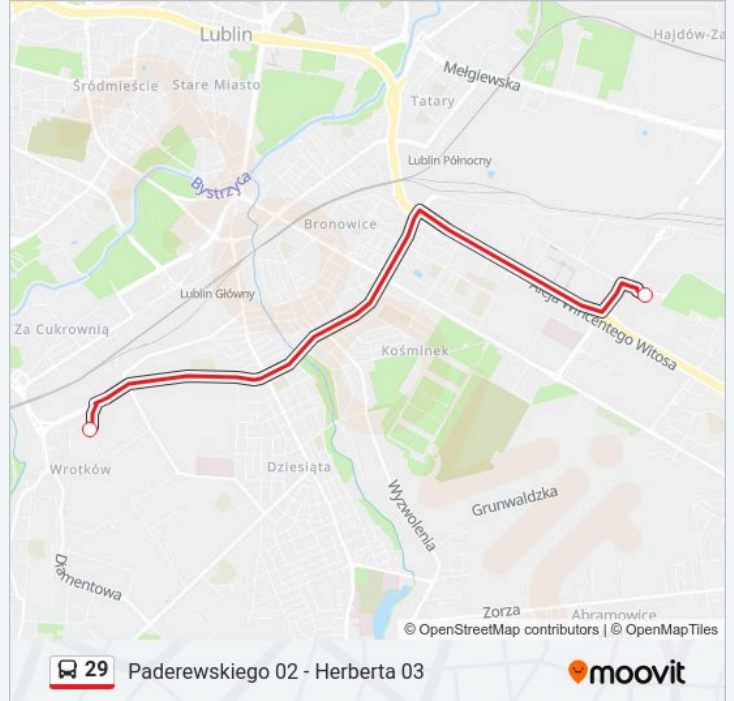 Lublin
Hajdów-Za
Mełgiewska
Śródmieście
Stare Miasto
Tatary
Lublin Północny
Bystrzyca
Bronowice
Aleja Wincentego Witosa
Lublin Główny
Za Cukrownią
Kośminek
Wrotków
Dziesiąta
Wyzwolenia
Grunwaldzka
Diamentowa
Zorza
Abramowice
© OpenStreetMap contributors | © OpenMapTiles
29 Paderewskiego 02 - Herberta 03
moovit